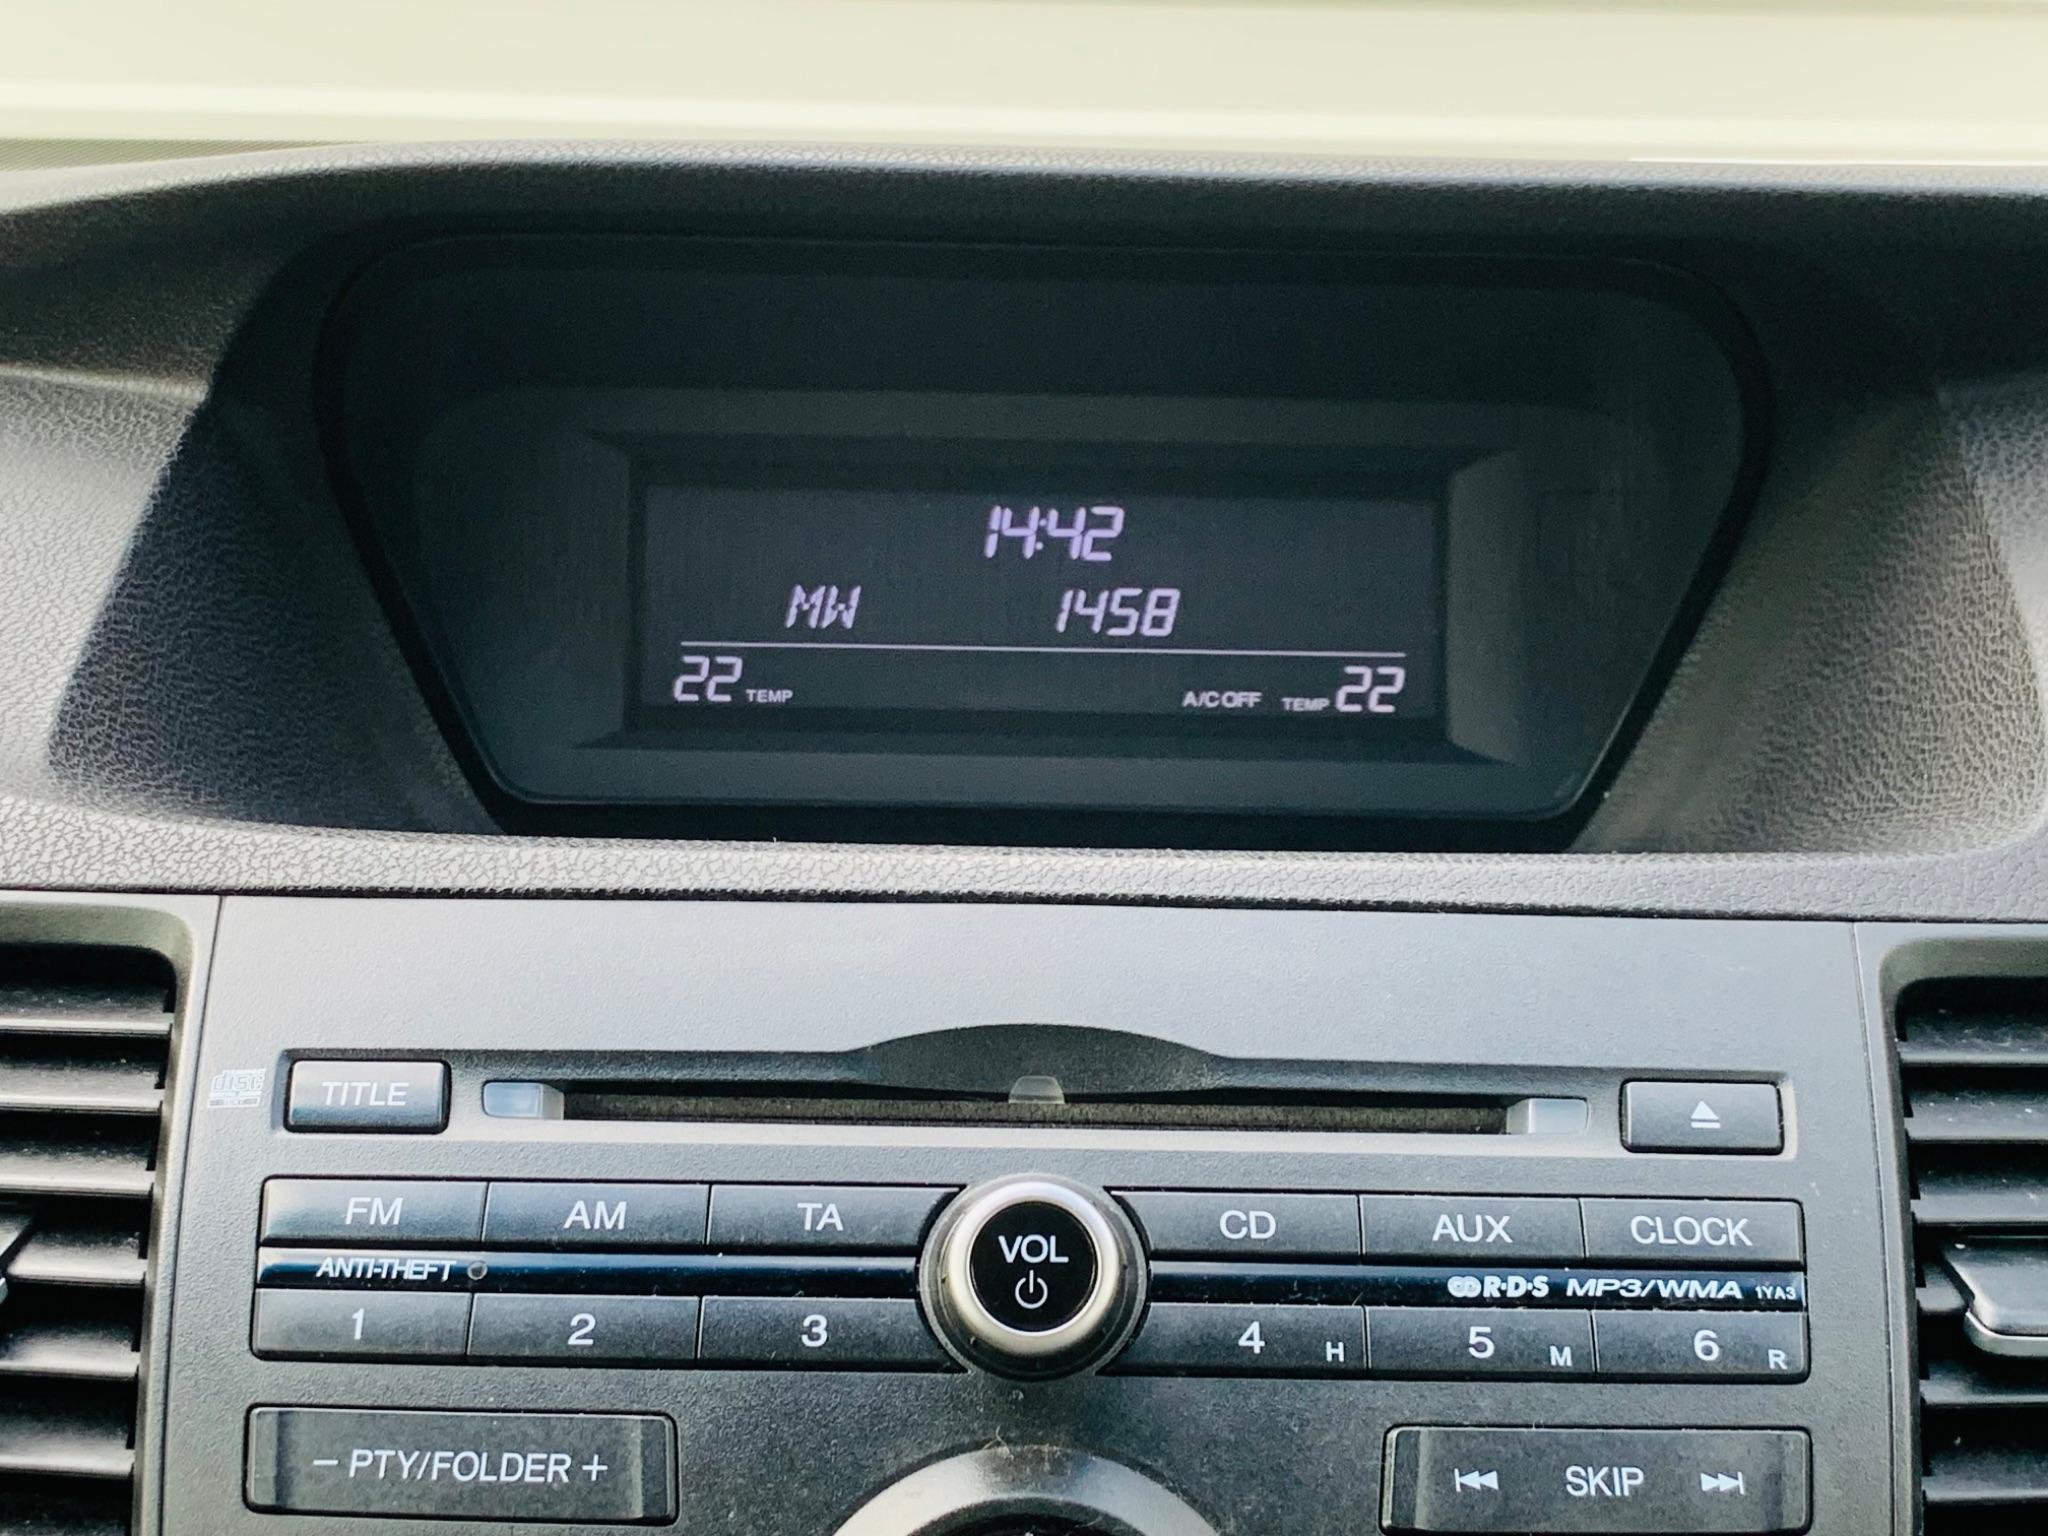 14:42
MW 1458
22 TEMP A/C OFF TEMP 22
disc
TITLE
FM AM TA VOL CD AUX CLOCK
ANTI-THEFT R·D·S MP3/WMA 1YA3
1 2 3 4 H 5 M 6 R
- PTY/FOLDER + SKIP